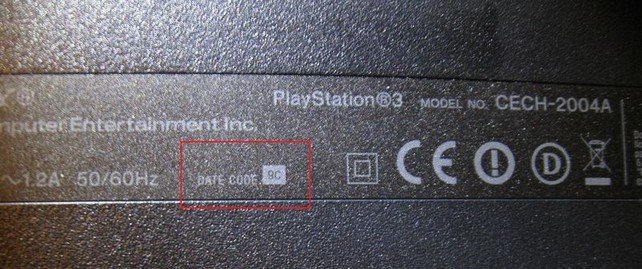 PlayStation®3 MODEL NO. CECH-2004A
mputer Entertainment Inc.
~1.2A 50/60Hz DATE CODE 9C